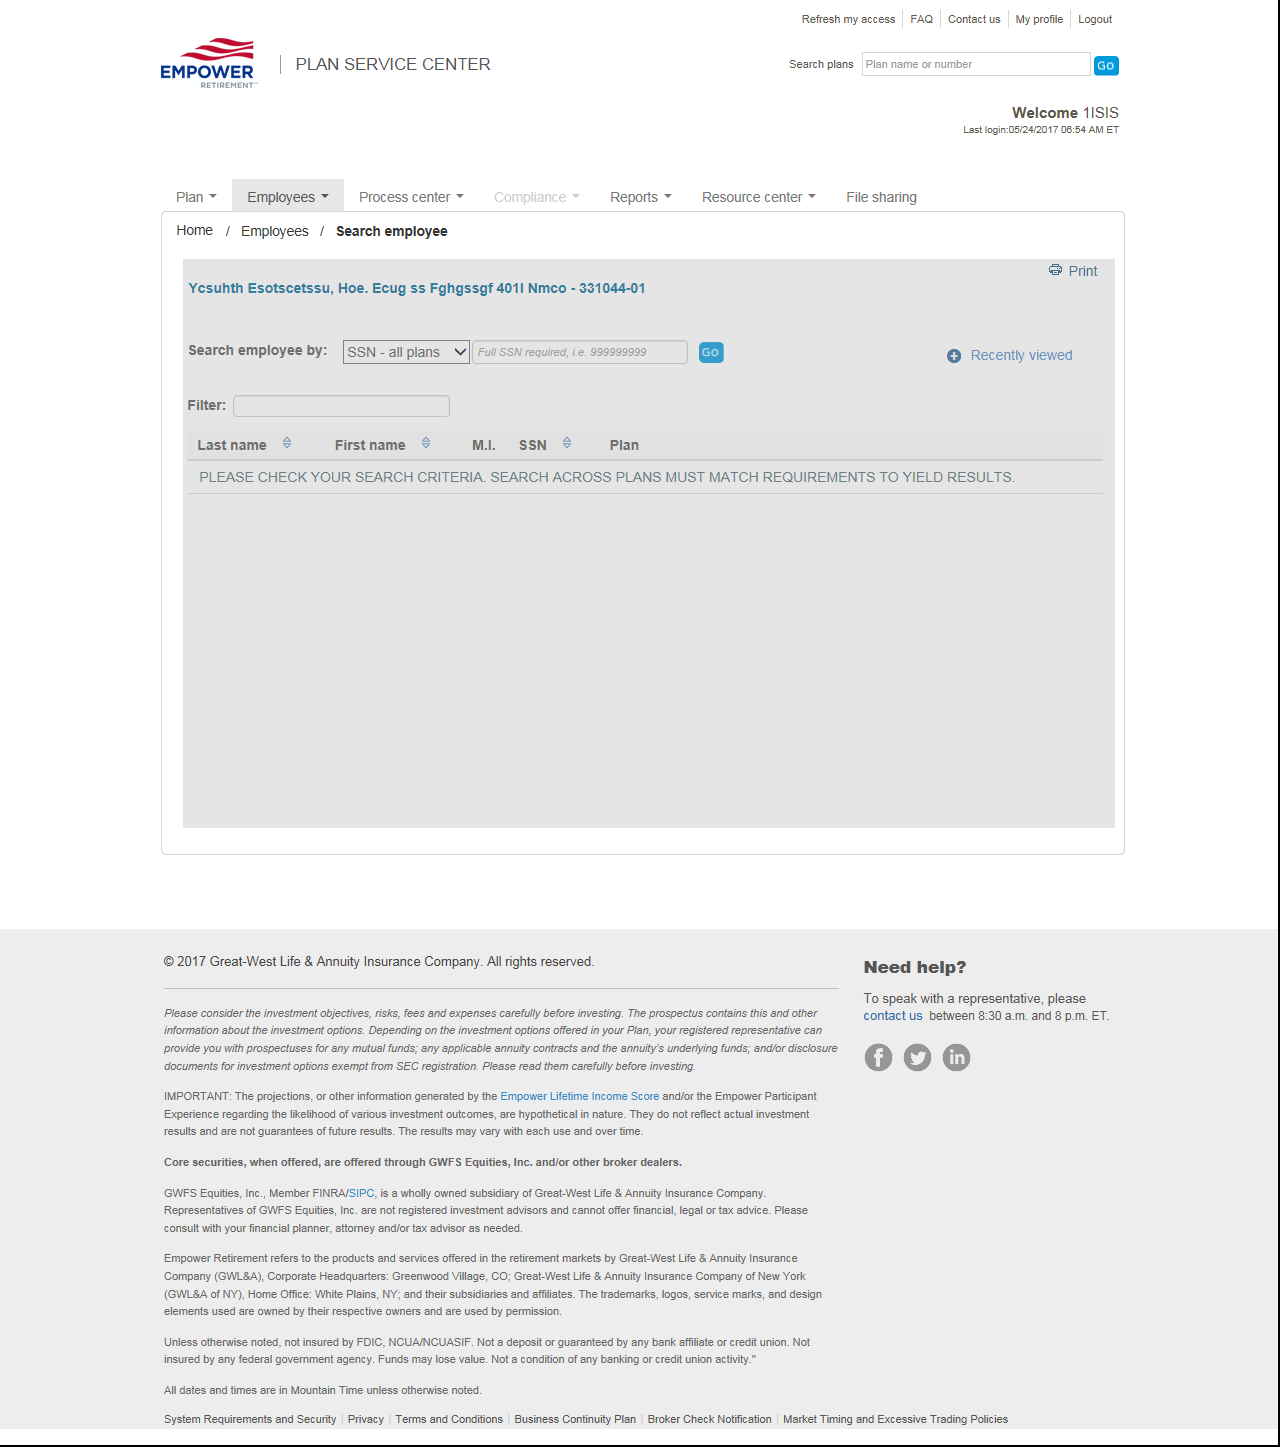 Refresh my access FAQ Contact us My profile Logout
EMPOWER
RETIREMENT™
PLAN SERVICE CENTER
Search plans Plan name or number GO
Welcome 1ISIS
Last login:05/24/2017 06:54 AM ET
Plan Employees Process center Compliance Reports Resource center File sharing
Home / Employees / Search employee
Print
Ycsuhth Esotscetssu, Hoe. Ecug ss Fghgssgf 401I Nmco - 331044-01
Search employee by: SSN - all plans Full SSN required, i.e. 999999999 GO
Recently viewed
Filter:
Last name First name M.I. SSN Plan
PLEASE CHECK YOUR SEARCH CRITERIA. SEARCH ACROSS PLANS MUST MATCH REQUIREMENTS TO YIELD RESULTS.
© 2017 Great-West Life & Annuity Insurance Company. All rights reserved.
Please consider the investment objectives, risks, fees and expenses carefully before investing. The prospectus contains this and other
information about the investment options. Depending on the investment options offered in your Plan, your registered representative can
provide you with prospectuses for any mutual funds; any applicable annuity contracts and the annuity's underlying funds; and/or disclosure
documents for investment options exempt from SEC registration. Please read them carefully before investing.
IMPORTANT: The projections, or other information generated by the Empower Lifetime Income Score and/or the Empower Participant
Experience regarding the likelihood of various investment outcomes, are hypothetical in nature. They do not reflect actual investment
results and are not guarantees of future results. The results may vary with each use and over time.
Core securities, when offered, are offered through GWFS Equities, Inc. and/or other broker dealers.
GWFS Equities, Inc., Member FINRA/SIPC, is a wholly owned subsidiary of Great-West Life & Annuity Insurance Company.
Representatives of GWFS Equities, Inc. are not registered investment advisors and cannot offer financial, legal or tax advice. Please
consult with your financial planner, attorney and/or tax advisor as needed.
Empower Retirement refers to the products and services offered in the retirement markets by Great-West Life & Annuity Insurance
Company (GWL&A), Corporate Headquarters: Greenwood Village, CO; Great-West Life & Annuity Insurance Company of New York
(GWL&A of NY), Home Office: White Plains, NY; and their subsidiaries and affiliates. The trademarks, logos, service marks, and design
elements used are owned by their respective owners and are used by permission.
Unless otherwise noted, not insured by FDIC, NCUA/NCUASIF. Not a deposit or guaranteed by any bank affiliate or credit union. Not
insured by any federal government agency. Funds may lose value. Not a condition of any banking or credit union activity."
All dates and times are in Mountain Time unless otherwise noted.
System Requirements and Security | Privacy | Terms and Conditions | Business Continuity Plan | Broker Check Notification | Market Timing and Excessive Trading Policies
Need help?
To speak with a representative, please
contact us between 8:30 a.m. and 8 p.m. ET.